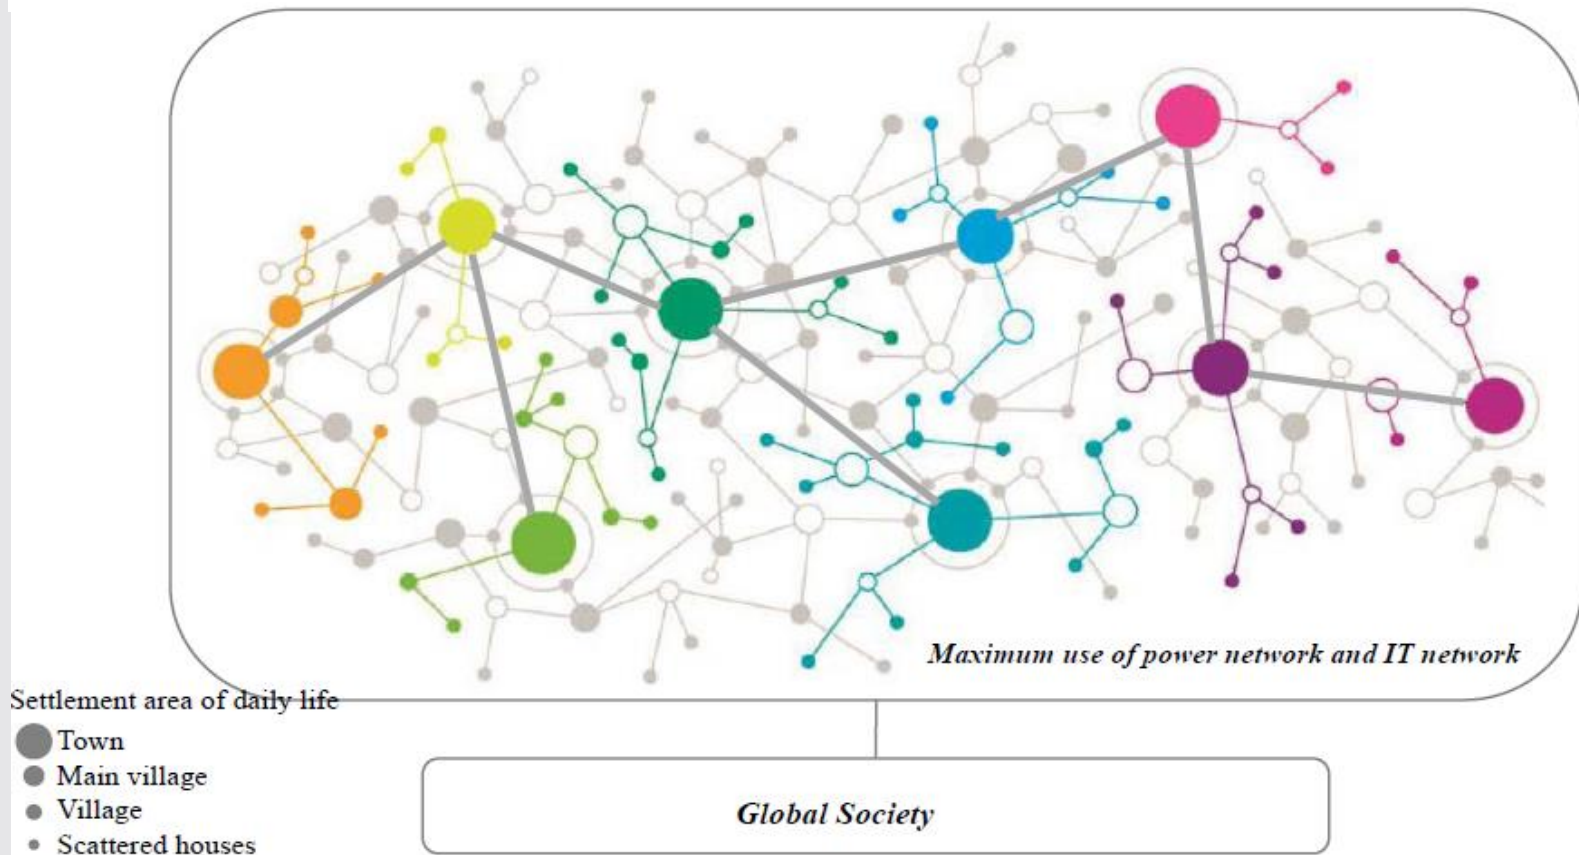 Maximum use of power network and IT network
Settlement area of daily life
Town
Main village
Village
Scattered houses
Global Society